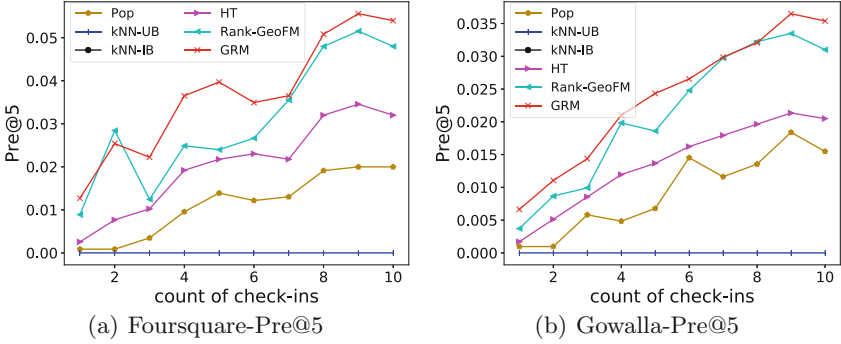 Pop
kNN-UB
kNN-IB
HT
Rank-GeoFM
GRM
Pre@5
0.05
0.04
0.03
0.02
0.01
0.00
2 4 6 8 10
count of check-ins
(a) Foursquare-Pre@5
Pop
kNN-UB
kNN-IB
HT
Rank-GeoFM
GRM
Pre@5
0.035
0.030
0.025
0.020
0.015
0.010
0.005
0.000
2 4 6 8 10
count of check-ins
(b) Gowalla-Pre@5